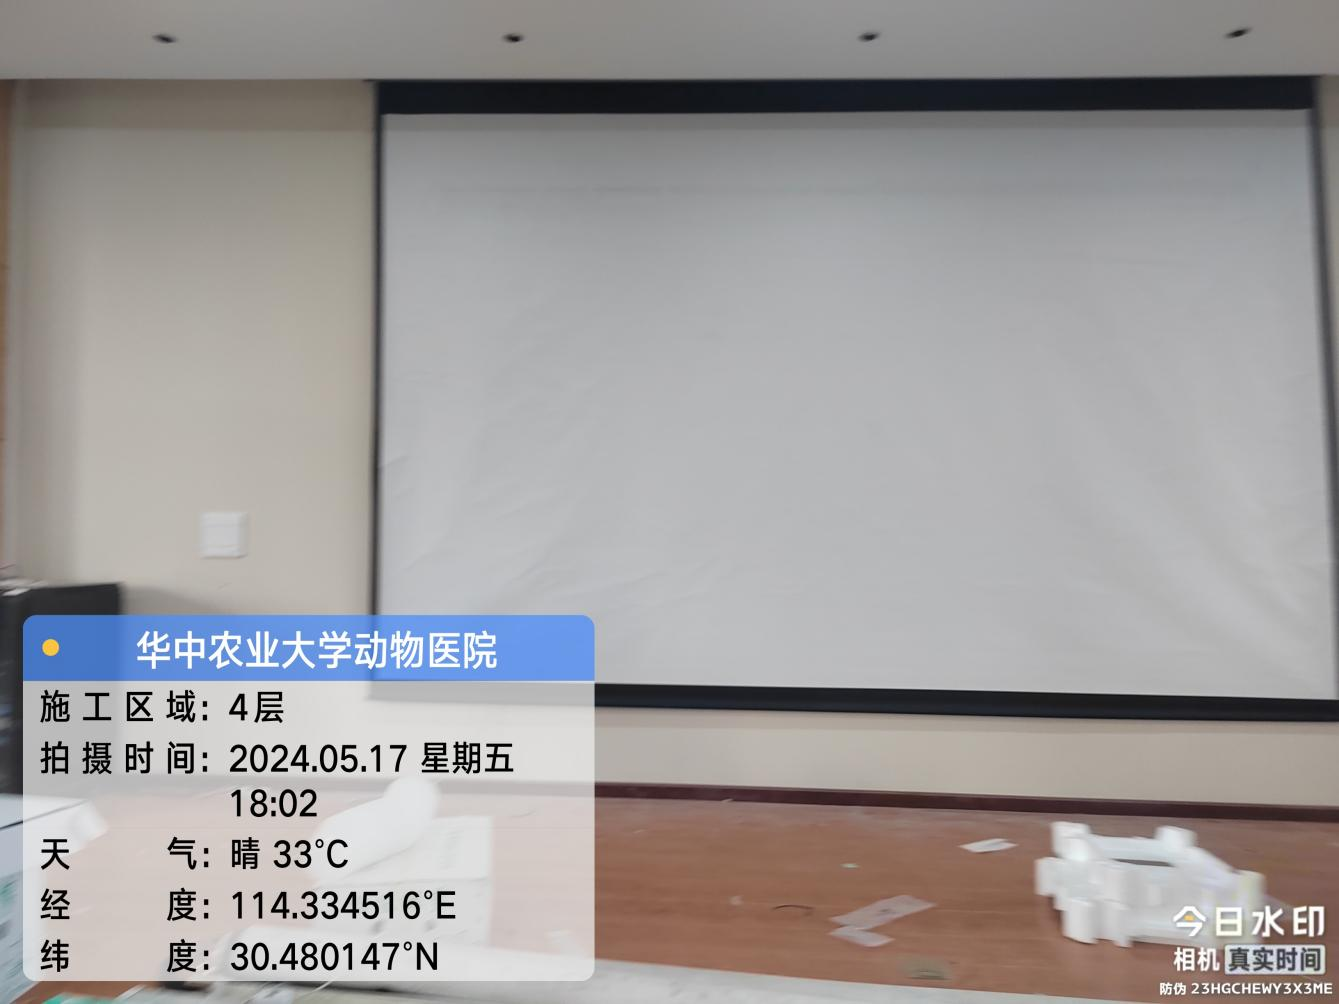 华中农业大学动物医院
施工区域：4层
拍摄时间：2024.05.17 星期五
18:02
天气：晴 33°C
经度：114.334516°E
纬度：30.480147°N
今日水印
相机 真实时间
防伪 23HGCHEWY3X3ME